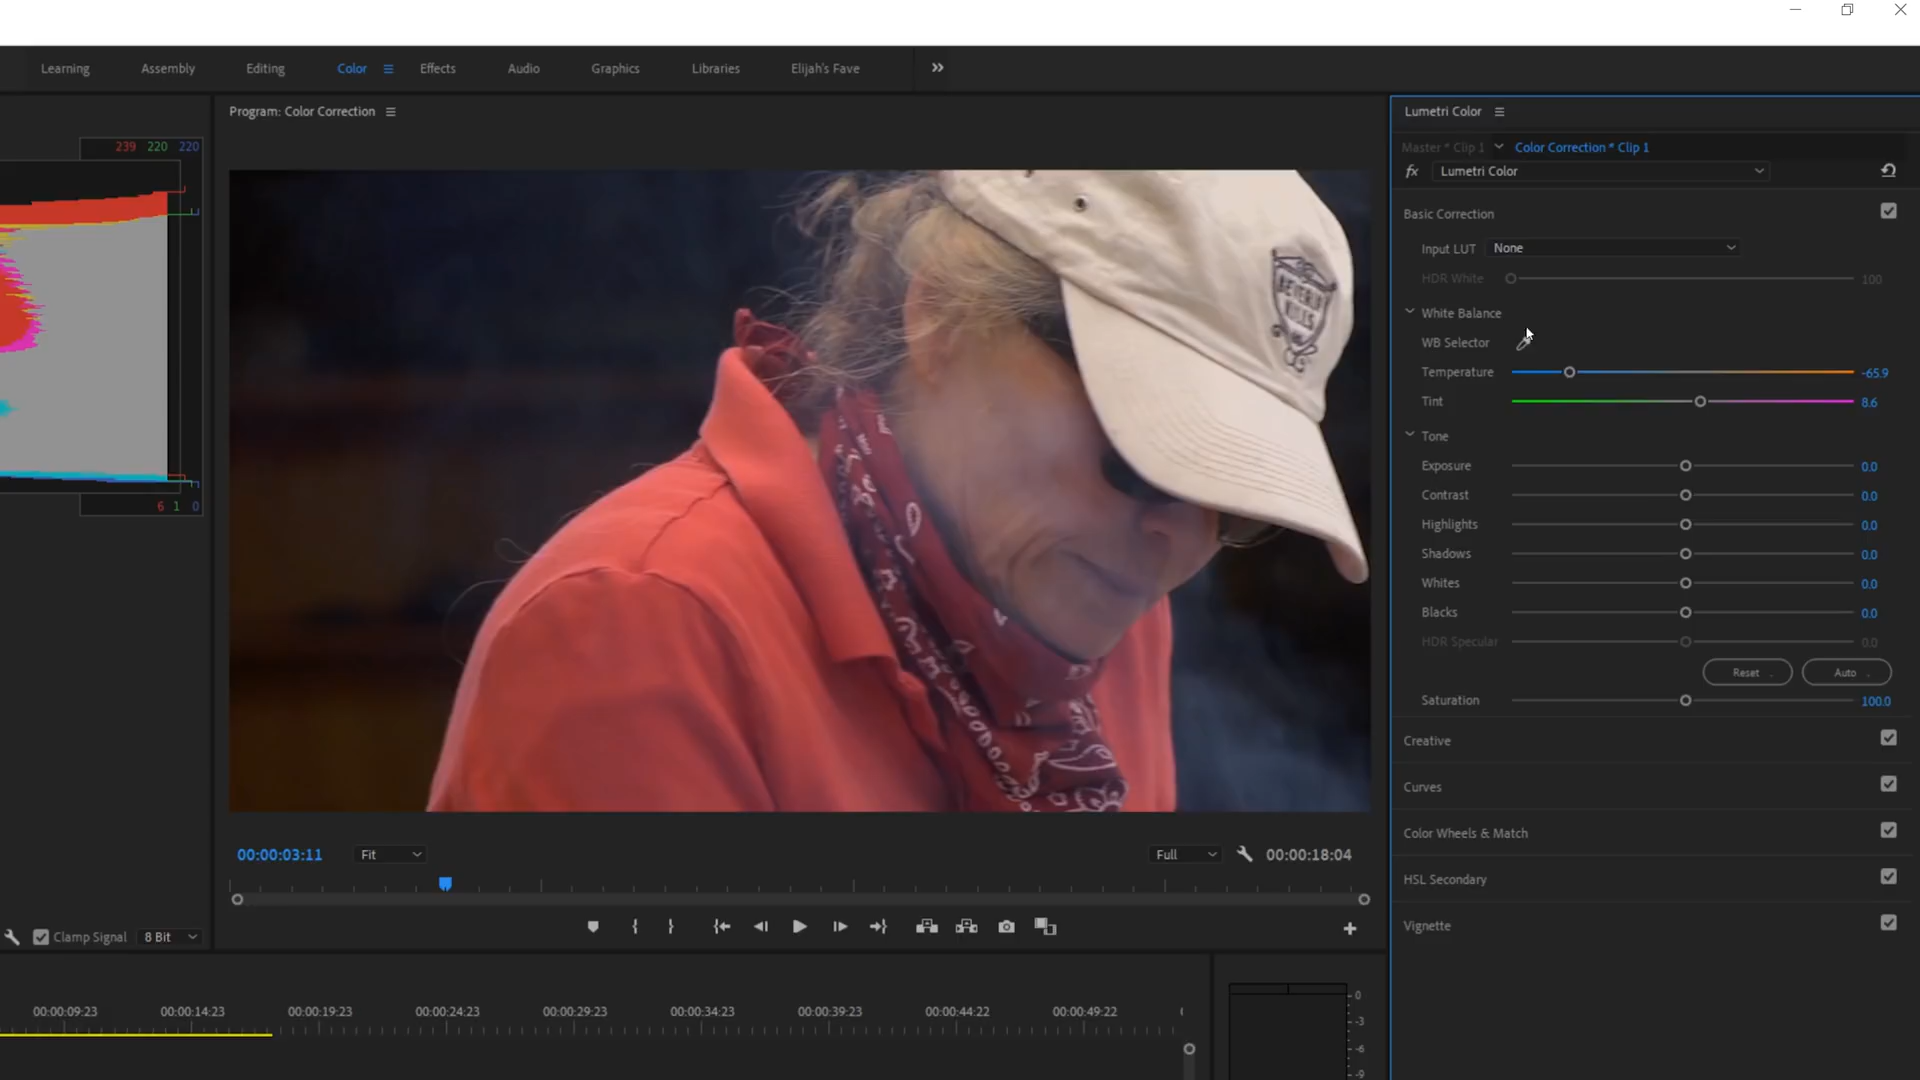 Learning Assembly Editing Color Effects Audio Graphics Libraries Elijah's Fave
Program: Color Correction
Lumetri Color
Master * Clip 1 Color Correction * Clip 1
fx Lumetri Color
239 220 220
Basic Correction
Input LUT None
HDR White 100
White Balance
WB Selector
Temperature -65.9
Tint 8.6
Tone
Exposure 0.0
Contrast 0.0
Highlights 0.0
Shadows 0.0
Whites 0.0
Blacks 0.0
HDR Specular 0.0
Reset Auto
Saturation 100.0
Creative
Curves
Color Wheels & Match
HSL Secondary
Vignette
6 1 0
BEVERLY
HILLS
00:00:03:11 Fit Full 00:00:18:04
Clamp Signal 8 Bit
00:00:09:23 00:00:14:23 00:00:19:23 00:00:24:23 00:00:29:23 00:00:34:23 00:00:39:23 00:00:44:22 00:00:49:22
0
-3
-6
-9